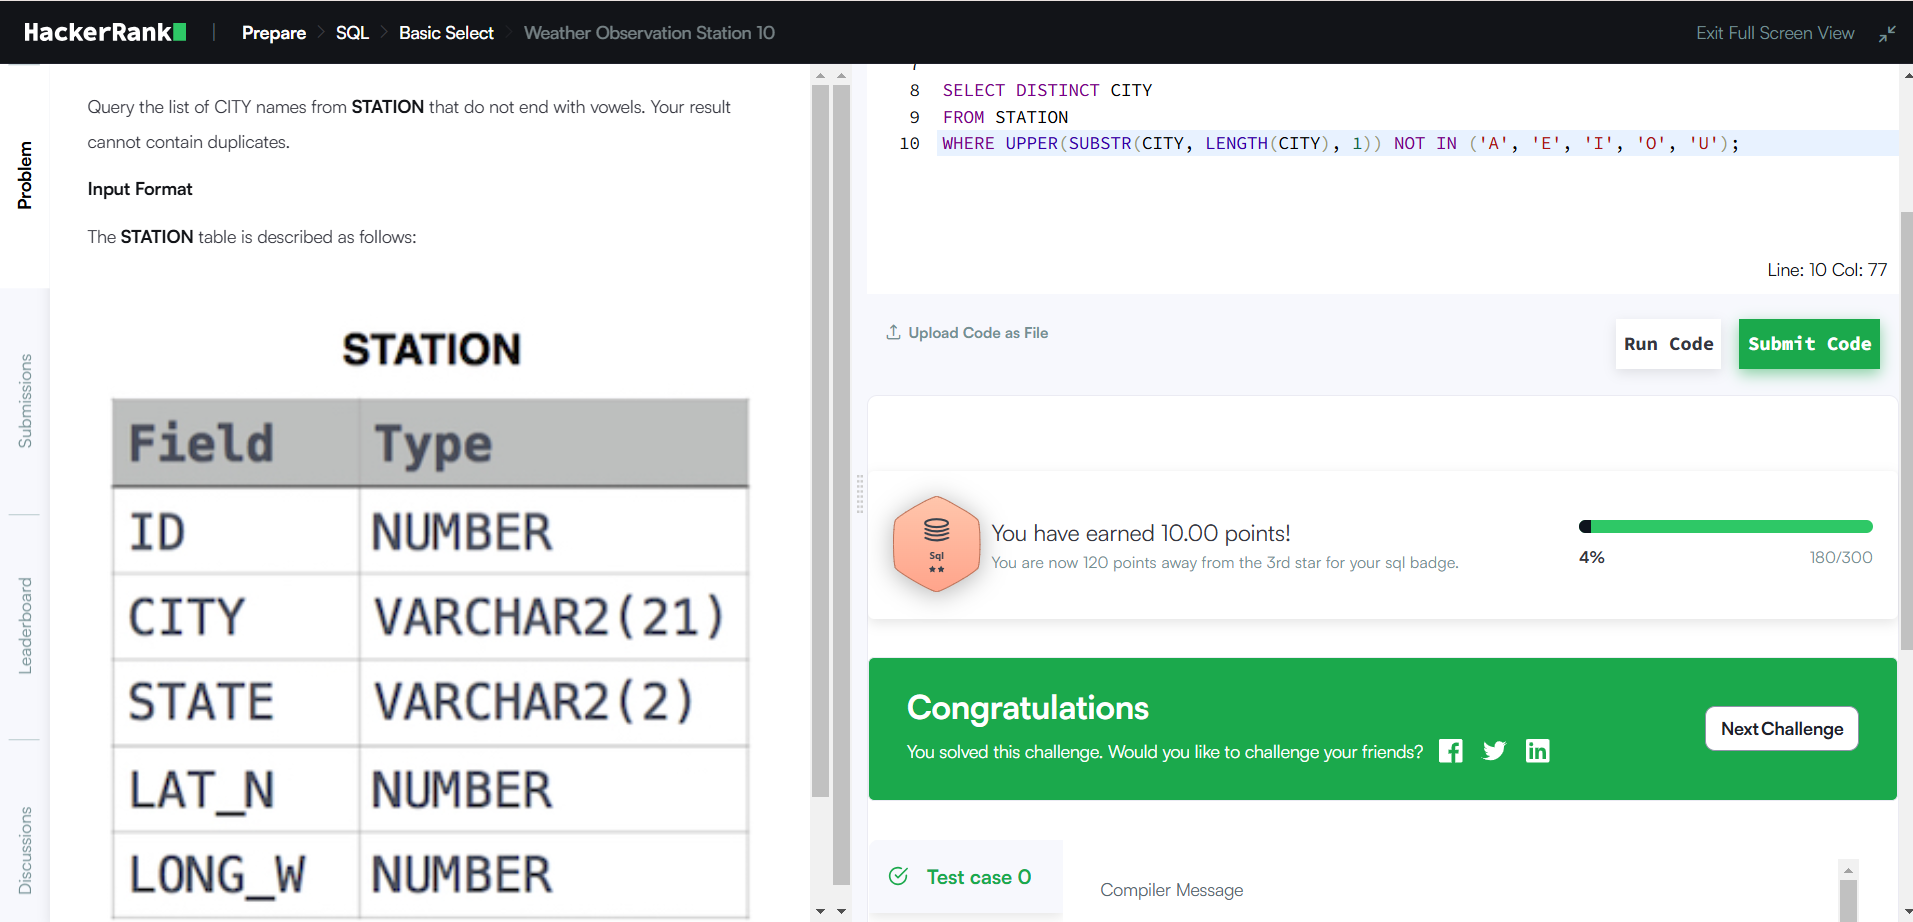 HackerRank | Prepare > SQL > Basic Select > Weather Observation Station 10
Exit Full Screen View
Problem
Submissions
Leaderboard
Discussions
Query the list of CITY names from STATION that do not end with vowels. Your result
cannot contain duplicates.
Input Format
The STATION table is described as follows:
STATION
Field Type
ID NUMBER
CITY VARCHAR2(21)
STATE VARCHAR2(2)
LAT_N NUMBER
LONG_W NUMBER
8 SELECT DISTINCT CITY
9 FROM STATION
10 WHERE UPPER(SUBSTR(CITY, LENGTH(CITY), 1)) NOT IN ('A', 'E', 'I', 'O', 'U');
Line: 10 Col: 77
Upload Code as File
Run Code
Submit Code
Sql
You have earned 10.00 points!
You are now 120 points away from the 3rd star for your sql badge.
4% 180/300
Congratulations
You solved this challenge. Would you like to challenge your friends?
Next Challenge
Test case 0
Compiler Message